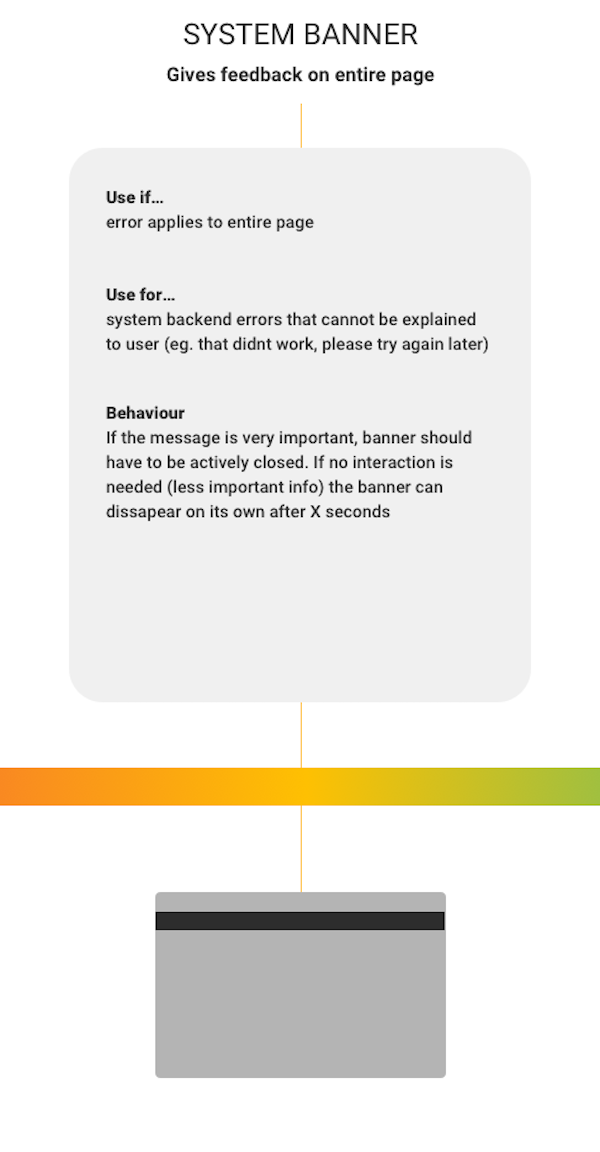 SYSTEM BANNER
Gives feedback on entire page
Use if...
error applies to entire page
Use for...
system backend errors that cannot be explained
to user (eg. that didnt work, please try again later)
Behaviour
If the message is very important, banner should
have to be actively closed. If no interaction is
needed (less important info) the banner can
dissapear on its own after X seconds